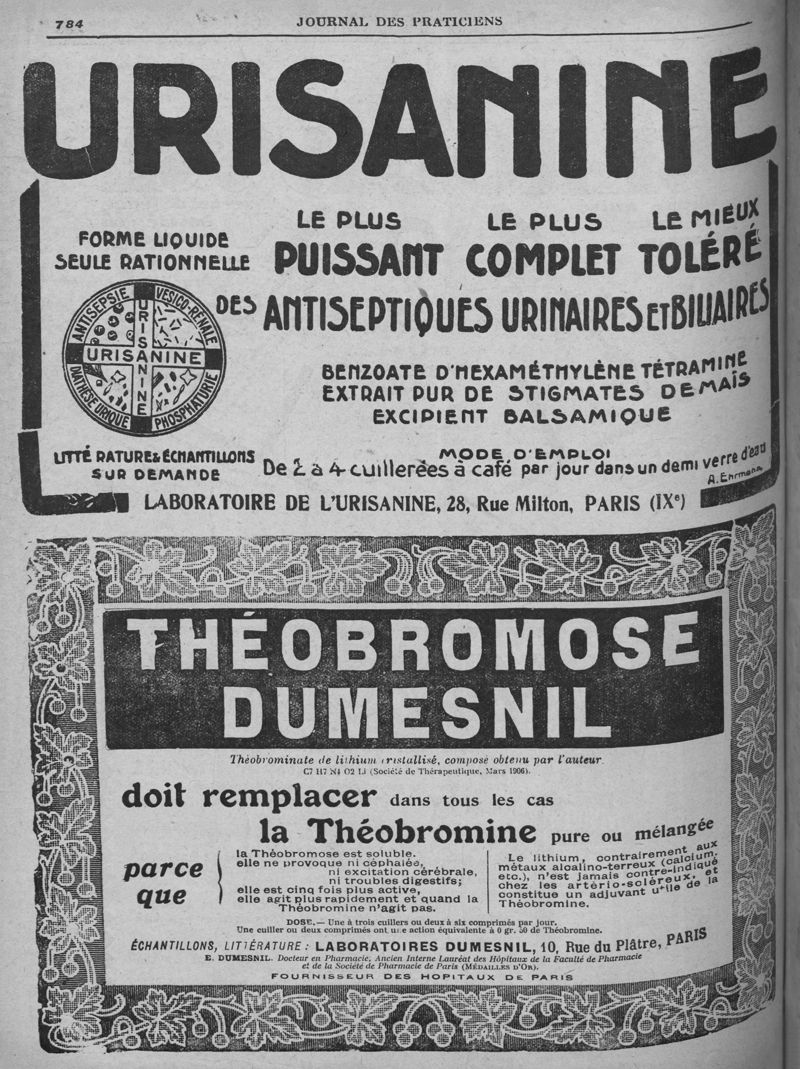 784
JOURNAL DES PRATICIENS
URISANINE
FORME LIQUIDE
SEULE RATIONNELLE
LE PLUS LE PLUS LE MIEUX
PUISSANT COMPLET TOLÉRÉ
DES ANTISEPTIQUES URINAIRES ET BILIAIRES
ANTISEPSIE VESICO-RENALE
URISANINE
URISANINE
DIATHÈSE URIQUE PHOSPHATURIE
BENZOATE D'HEXAMÉTHYLÈNE TÉTRAMINE
EXTRAIT PUR DE STIGMATES DE MAÏS
EXCIPIENT BALSAMIQUE
LITTÉRATURE & ÉCHANTILLONS
SUR DEMANDE
MODE D'EMPLOI
De 2 à 4 cuillerées à café par jour dans un demi verre d'eau
A. Ehrmann
LABORATOIRE DE L'URISANINE, 28, Rue Milton, PARIS (IXe)
THÉOBROMOSE
DUMESNIL
Théobrominate de lithium cristallisé, composé obtenu par l'auteur.
C7 H7 N4 O2 Li (Société de Thérapeutique, Mars 1906).
doit remplacer dans tous les cas
la Théobromine pure ou mélangée
parce
que
la Théobromose est soluble.
elle ne provoque ni céphalée,
ni excitation cérébrale,
ni troubles digestifs;
elle est cinq fois plus active,
elle agit plus rapidement et quand la
Théobromine n'agit pas.
Le lithium, contrairement aux
métaux alcalino-terreux (calcium,
etc.), n'est jamais contre-indiqué
chez les artério-scléreux, et
constitue un adjuvant utile de la
Théobromine.
DOSE.— Une à trois cuillers ou deux à six comprimés par jour.
Une cuiller ou deux comprimés ont une action équivalente à 0 gr. 50 de Théobromine.
ÉCHANTILLONS, LITTÉRATURE : LABORATOIRES DUMESNIL, 10, Rue du Plâtre, PARIS
E. DUMESNIL. Docteur en Pharmacie, Ancien Interne Lauréat des Hôpitaux de la Faculté de Pharmacie
et de la Société de Pharmacie de Paris (MÉDAILLES D'OR).
FOURNISSEUR DES HOPITAUX DE PARIS